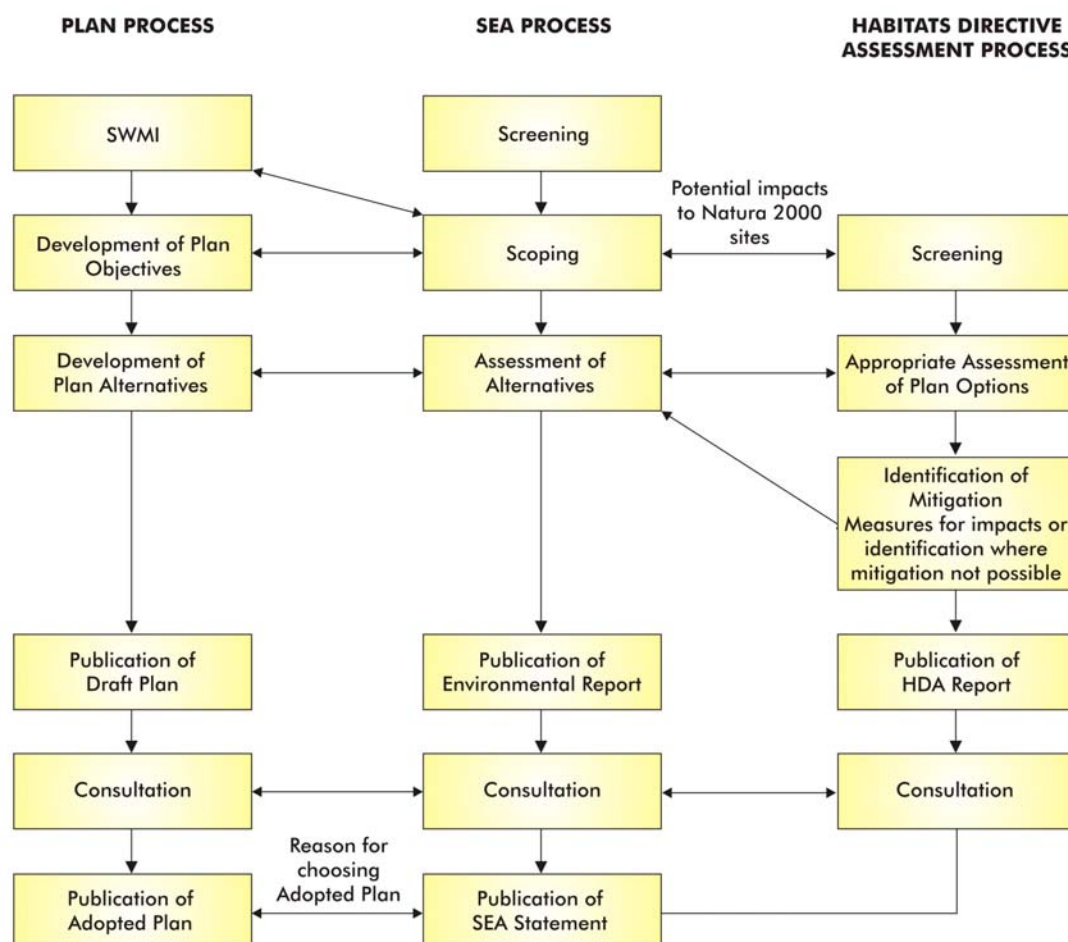 PLAN PROCESS
SEA PROCESS
HABITATS DIRECTIVE
ASSESSMENT PROCESS
SWMI
Screening
Potential impacts
to Natura 2000
sites
Development of Plan
Objectives
Scoping
Screening
Development of
Plan Alternatives
Assessment of
Alternatives
Appropriate Assessment
of Plan Options
Identification of
Mitigation
Measures for impacts or
identification where
mitigation not possible
Publication of
Draft Plan
Publication of
Environmental Report
Publication of
HDA Report
Consultation
Consultation
Consultation
Reason for
choosing
Adopted Plan
Publication of
Adopted Plan
Publication of
SEA Statement